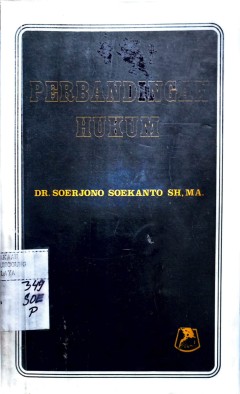 PERBANDINGAN
HUKUM
DR. SOERJONO SOEKANTO SH, MA.
349
SOE
P